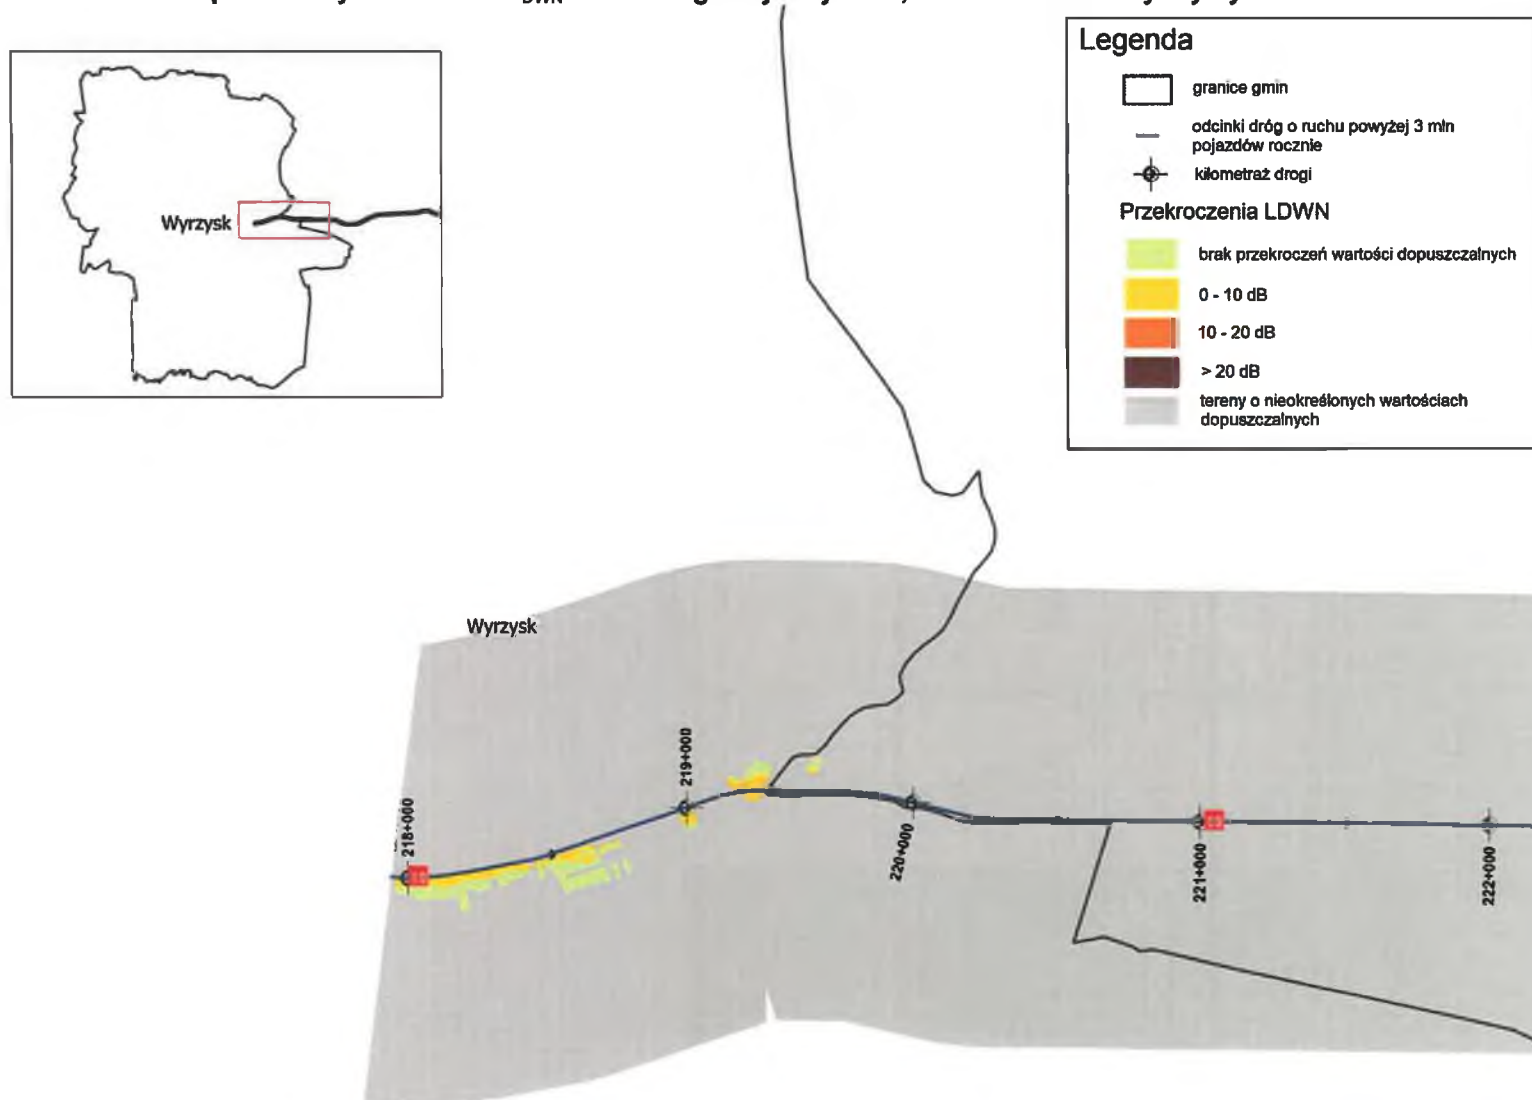 DWN
Legenda
granice gmin
odcinki dróg o ruchu powyżej 3 mln
pojazdów rocznie
kilometraż drogi
Przekroczenia LDWN
brak przekroczeń wartości dopuszczalnych
0 - 10 dB
10 - 20 dB
> 20 dB
tereny o nieokreślonych wartościach
dopuszczalnych
Wyrzysk
Wyrzysk
218+000
219+000
220+000
221+000
222+000